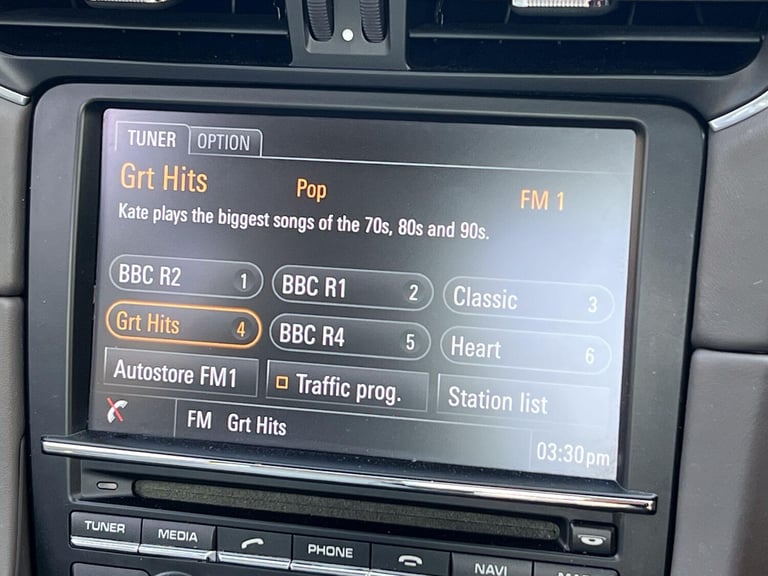 TUNER OPTION
Grt Hits Pop FM 1
Kate plays the biggest songs of the 70s, 80s and 90s.
BBC R2 1 BBC R1 2 Classic 3
Grt Hits 4 BBC R4 5 Heart 6
Autostore FM1 Traffic prog. Station list
FM Grt Hits 03:30pm
TUNER MEDIA PHONE NAVI